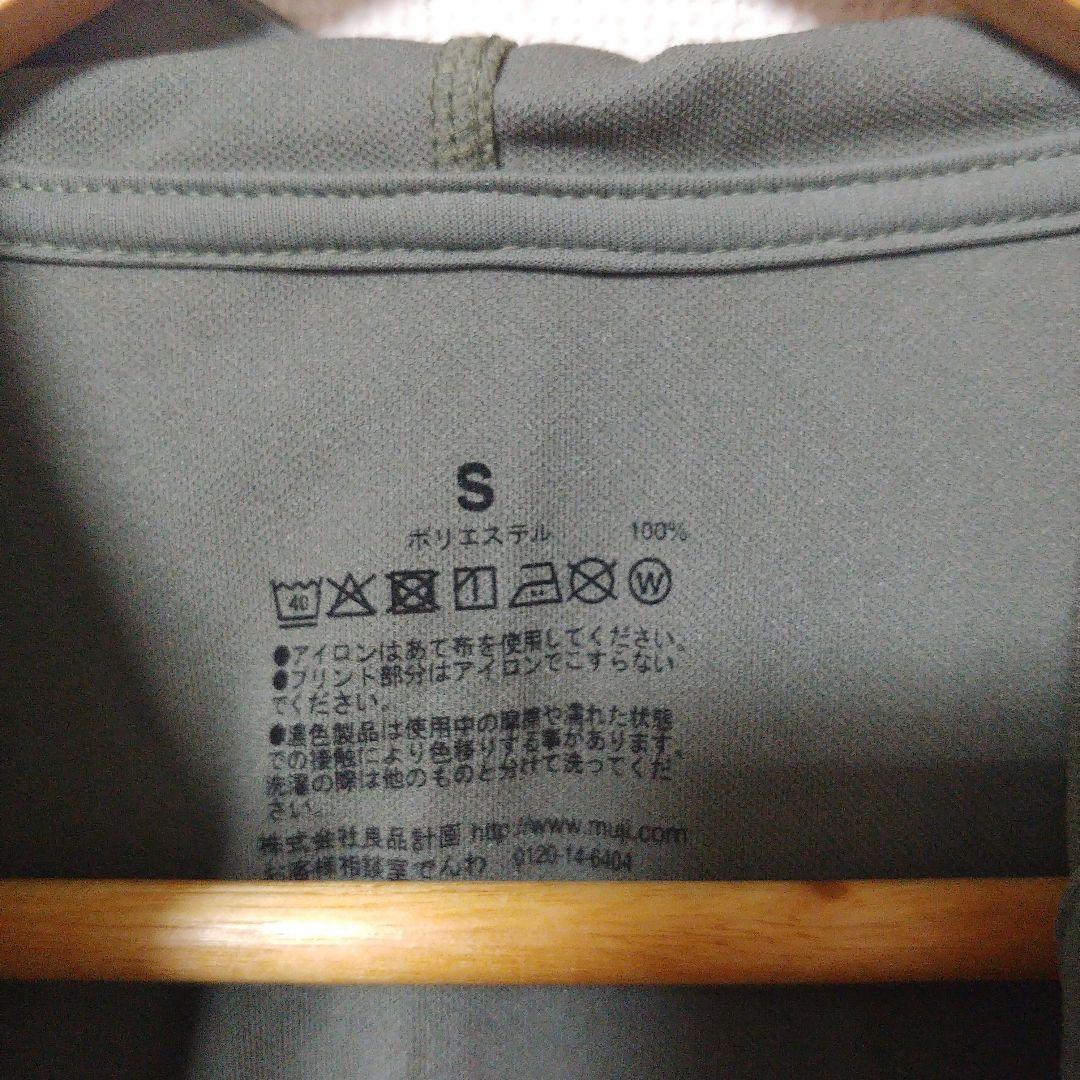 S
ポリエステル 100%
40 W
●アイロンはあて布を使用してください。
●プリント部分はアイロンでこすらない
でください。
●濃色製品は使用中の摩擦や濡れた状態
での接触により色移りする事があります。
洗濯の際は他のものと分けて洗ってくだ
さい。
株式会社良品計画 http://www.muji.com
お客様相談室でんわ 0120-14-6404